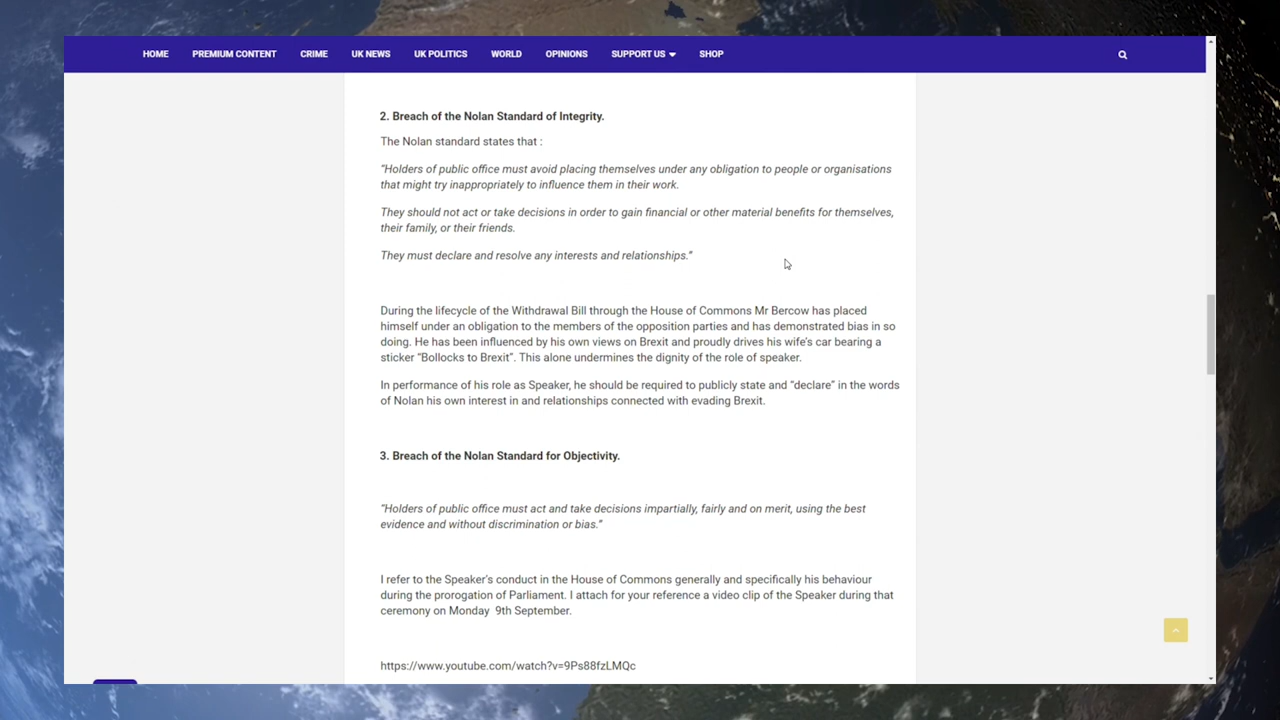 HOME PREMIUM CONTENT CRIME UK NEWS UK POLITICS WORLD OPINIONS SUPPORT US SHOP
2. Breach of the Nolan Standard of Integrity.
The Nolan standard states that :
“Holders of public office must avoid placing themselves under any obligation to people or organisations
that might try inappropriately to influence them in their work.
They should not act or take decisions in order to gain financial or other material benefits for themselves,
their family, or their friends.
They must declare and resolve any interests and relationships.”
During the lifecycle of the Withdrawal Bill through the House of Commons Mr Bercow has placed
himself under an obligation to the members of the opposition parties and has demonstrated bias in so
doing. He has been influenced by his own views on Brexit and proudly drives his wife’s car bearing a
sticker “Bollocks to Brexit”. This alone undermines the dignity of the role of speaker.
In performance of his role as Speaker, he should be required to publicly state and “declare” in the words
of Nolan his own interest in and relationships connected with evading Brexit.
3. Breach of the Nolan Standard for Objectivity.
“Holders of public office must act and take decisions impartially, fairly and on merit, using the best
evidence and without discrimination or bias.”
I refer to the Speaker’s conduct in the House of Commons generally and specifically his behaviour
during the prorogation of Parliament. I attach for your reference a video clip of the Speaker during that
ceremony on Monday 9th September.
https://www.youtube.com/watch?v=9Ps88fzLMQc